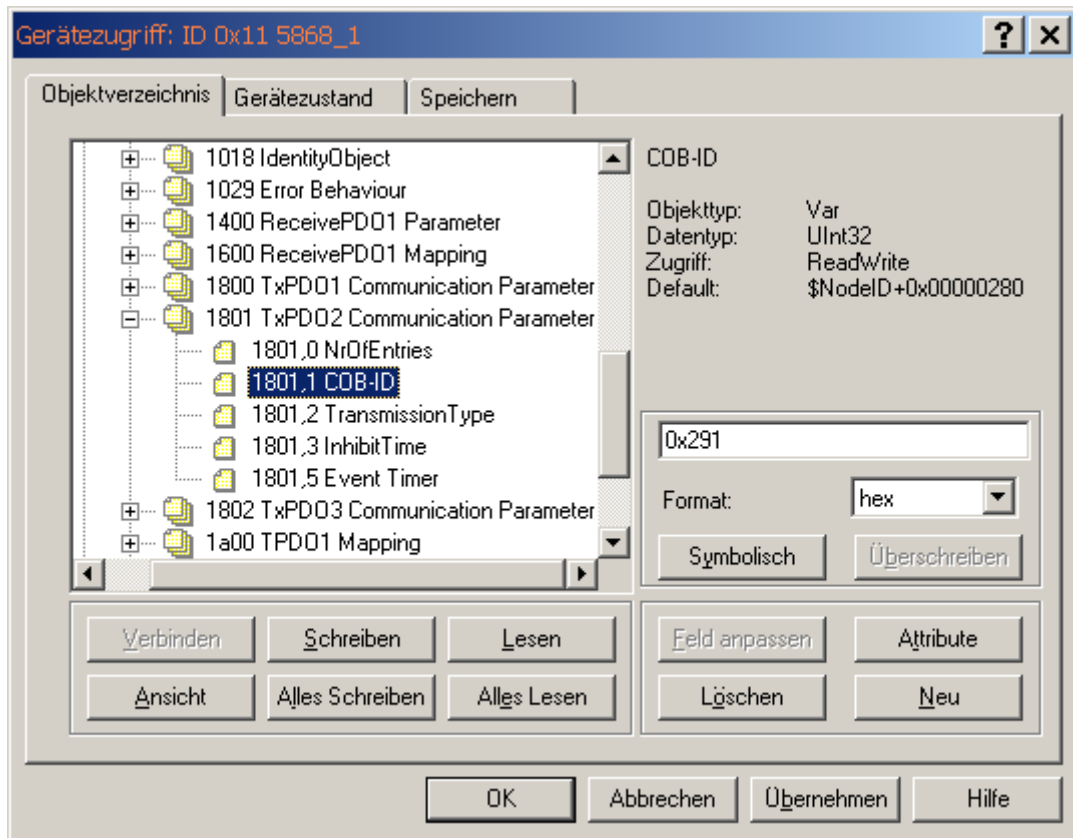 Gerätezugriff: ID 0x11 5868_1
Objektverzeichnis Gerätezustand Speichern
1018 IdentityObject
1029 Error Behaviour
1400 ReceivePDO1 Parameter
1600 ReceivePDO1 Mapping
1800 TxPDO1 Communication Parameter
1801 TxPDO2 Communication Parameter
1801,0 NrOfEntries
1801,1 COB-ID
1801,2 TransmissionType
1801,3 InhibitTime
1801,5 Event Timer
1802 TxPDO3 Communication Parameter
1a00 TPDO1 Mapping
COB-ID
Objekttyp: Var
Datentyp: UInt32
Zugriff: ReadWrite
Default: $NodeID+0x00000280
0x291
Format: hex
Symbolisch Überschreiben
Verbinden Schreiben Lesen
Ansicht Alles Schreiben Alles Lesen
Feld anpassen Attribute
Löschen Neu
OK Abbrechen Übernehmen Hilfe